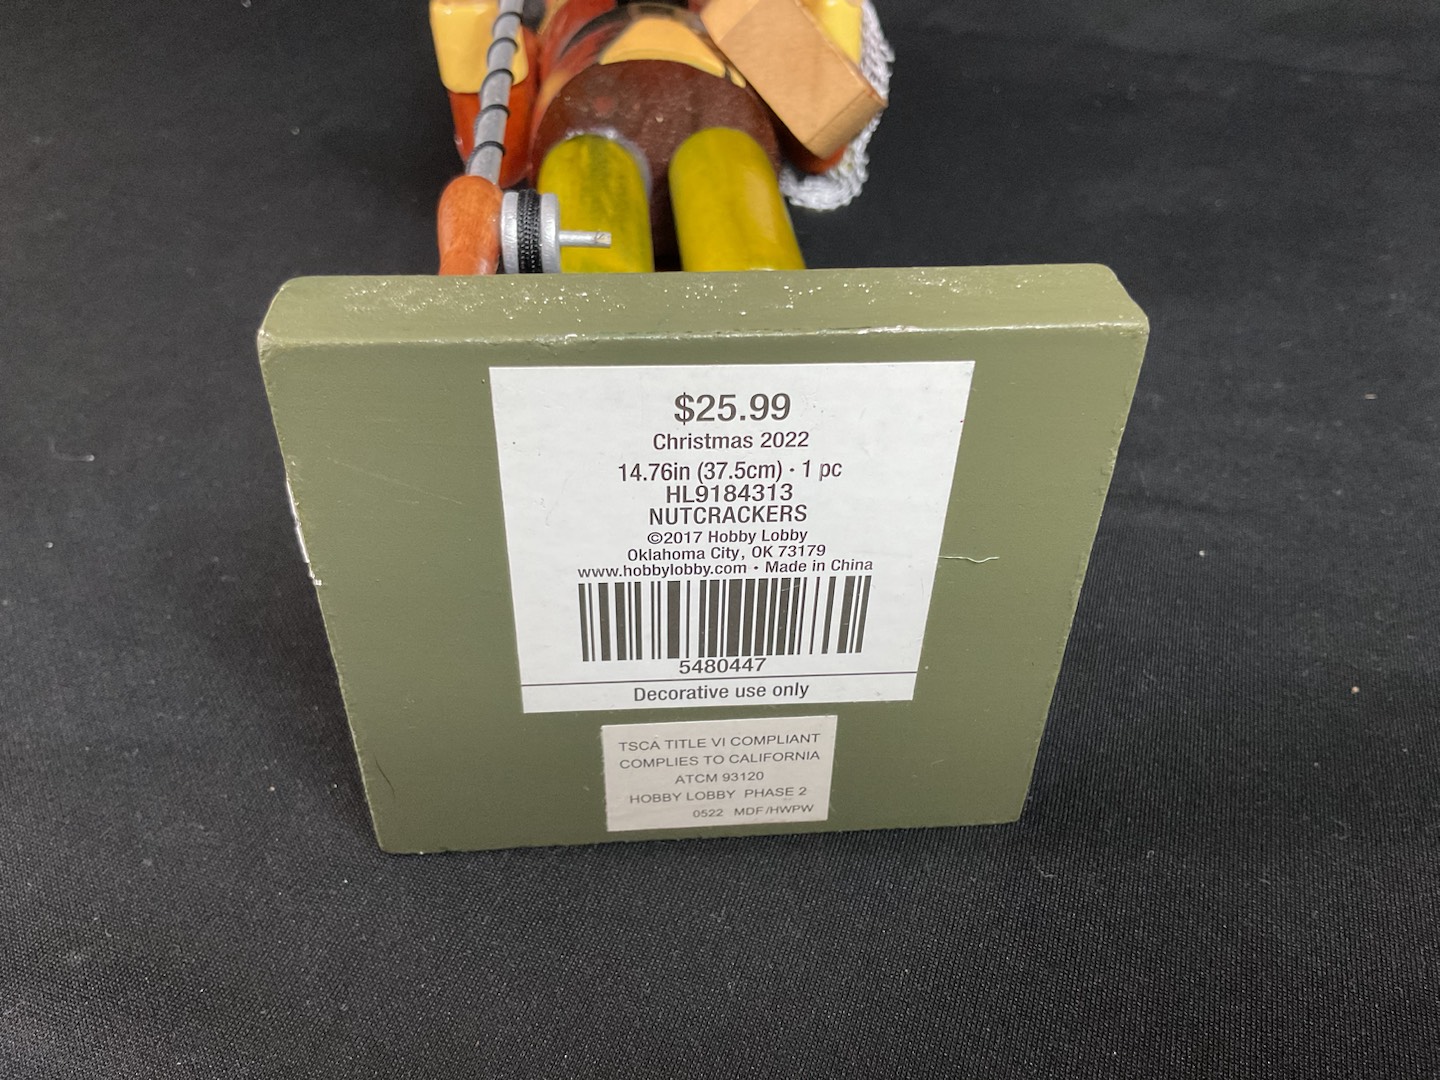 $25.99
Christmas 2022
14.76in (37.5cm) · 1 pc
HL9184313
NUTCRACKERS
©2017 Hobby Lobby
Oklahoma City, OK 73179
www.hobbylobby.com · Made in China
5480447
Decorative use only
TSCA TITLE VI COMPLIANT
COMPLIES TO CALIFORNIA
ATCM 93120
HOBBY LOBBY PHASE 2
0522 MDF/HWPW